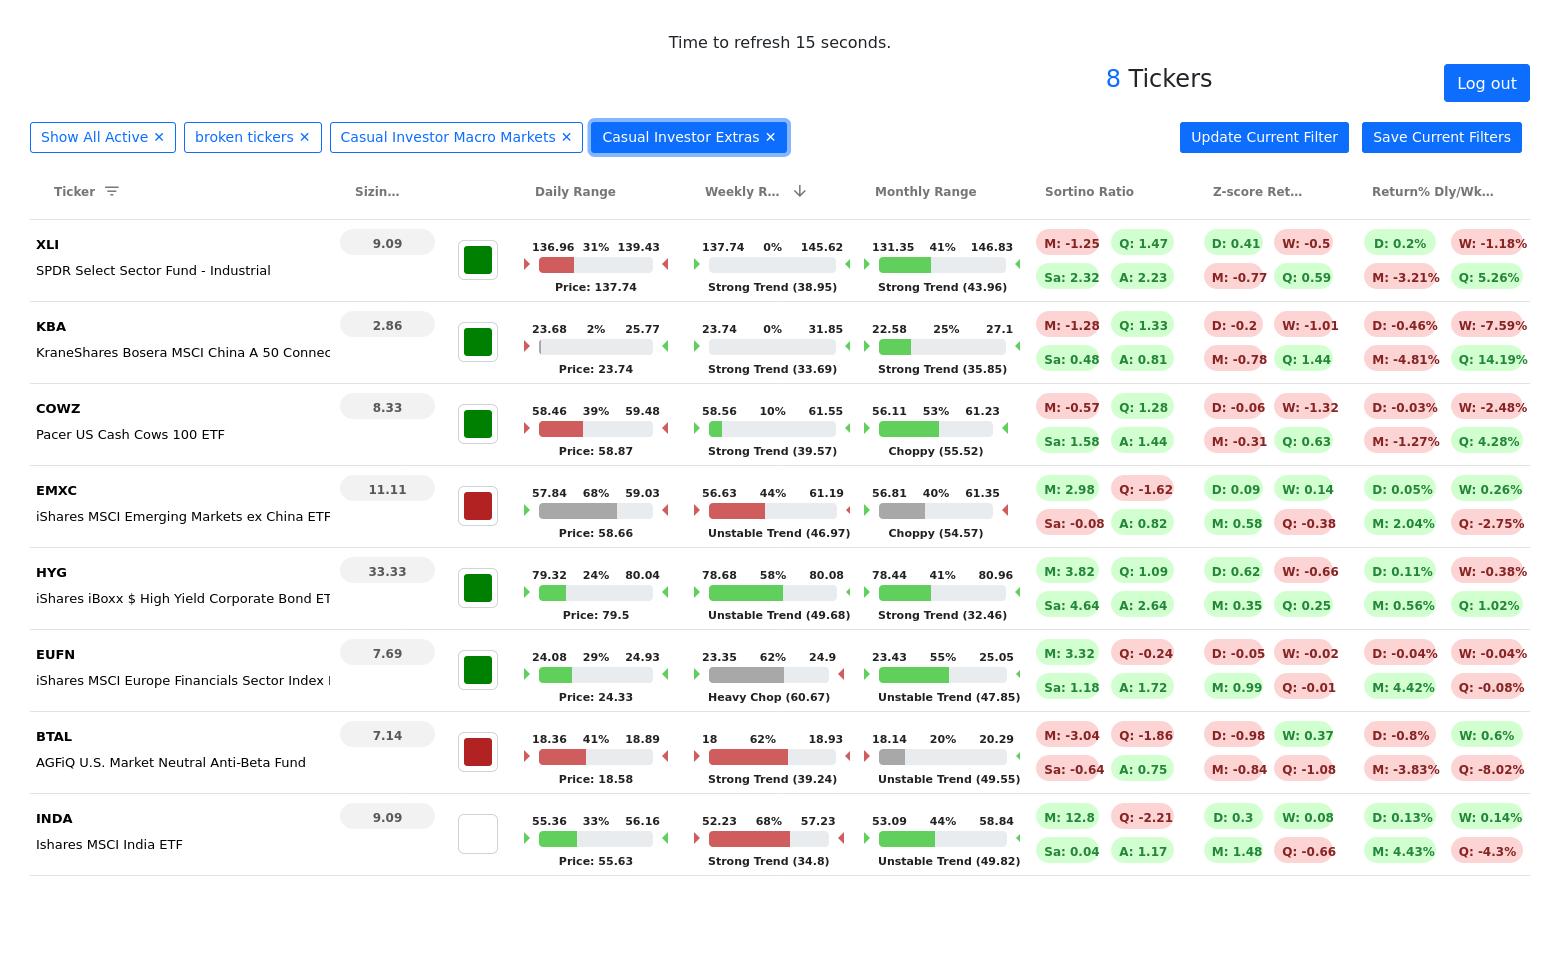 Time to refresh 15 seconds.
8 Tickers
Log out
Show All Active ✕ broken tickers ✕ Casual Investor Macro Markets ✕ Casual Investor Extras ✕ Update Current Filter Save Current Filters
Ticker Sizin... Daily Range Weekly R... Monthly Range Sortino Ratio Z-score Ret... Return% Dly/Wk...
XLI 9.09 136.96 31% 139.43 137.74 0% 145.62 131.35 41% 146.83 M: -1.25 Q: 1.47 D: 0.41 W: -0.5 D: 0.2% W: -1.18%
SPDR Select Sector Fund - Industrial Sa: 2.32 A: 2.23 M: -0.77 Q: 0.59 M: -3.21% Q: 5.26%
Price: 137.74 Strong Trend (38.95) Strong Trend (43.96)
KBA 2.86 23.68 2% 25.77 23.74 0% 31.85 22.58 25% 27.1 M: -1.28 Q: 1.33 D: -0.2 W: -1.01 D: -0.46% W: -7.59%
KraneShares Bosera MSCI China A 50 Connec Sa: 0.48 A: 0.81 M: -0.78 Q: 1.44 M: -4.81% Q: 14.19%
Price: 23.74 Strong Trend (33.69) Strong Trend (35.85)
COWZ 8.33 58.46 39% 59.48 58.56 10% 61.55 56.11 53% 61.23 M: -0.57 Q: 1.28 D: -0.06 W: -1.32 D: -0.03% W: -2.48%
Pacer US Cash Cows 100 ETF Sa: 1.58 A: 1.44 M: -0.31 Q: 0.63 M: -1.27% Q: 4.28%
Price: 58.87 Strong Trend (39.57) Choppy (55.52)
EMXC 11.11 57.84 68% 59.03 56.63 44% 61.19 56.81 40% 61.35 M: 2.98 Q: -1.62 D: 0.09 W: 0.14 D: 0.05% W: 0.26%
iShares MSCI Emerging Markets ex China ETF Sa: -0.08 A: 0.82 M: 0.58 Q: -0.38 M: 2.04% Q: -2.75%
Price: 58.66 Unstable Trend (46.97) Choppy (54.57)
HYG 33.33 79.32 24% 80.04 78.68 58% 80.08 78.44 41% 80.96 M: 3.82 Q: 1.09 D: 0.62 W: -0.66 D: 0.11% W: -0.38%
iShares iBoxx $ High Yield Corporate Bond ET Sa: 4.64 A: 2.64 M: 0.35 Q: 0.25 M: 0.56% Q: 1.02%
Price: 79.5 Unstable Trend (49.68) Strong Trend (32.46)
EUFN 7.69 24.08 29% 24.93 23.35 62% 24.9 23.43 55% 25.05 M: 3.32 Q: -0.24 D: -0.05 W: -0.02 D: -0.04% W: -0.04%
iShares MSCI Europe Financials Sector Index Sa: 1.18 A: 1.72 M: 0.99 Q: -0.01 M: 4.42% Q: -0.08%
Price: 24.33 Heavy Chop (60.67) Unstable Trend (47.85)
BTAL 7.14 18.36 41% 18.89 18 62% 18.93 18.14 20% 20.29 M: -3.04 Q: -1.86 D: -0.98 W: 0.37 D: -0.8% W: 0.6%
AGFiQ U.S. Market Neutral Anti-Beta Fund Sa: -0.64 A: 0.75 M: -0.84 Q: -1.08 M: -3.83% Q: -8.02%
Price: 18.58 Strong Trend (39.24) Unstable Trend (49.55)
INDA 9.09 55.36 33% 56.16 52.23 68% 57.23 53.09 44% 58.84 M: 12.8 Q: -2.21 D: 0.3 W: 0.08 D: 0.13% W: 0.14%
Ishares MSCI India ETF Sa: 0.04 A: 1.17 M: 1.48 Q: -0.66 M: 4.43% Q: -4.3%
Price: 55.63 Strong Trend (34.8) Unstable Trend (49.82)